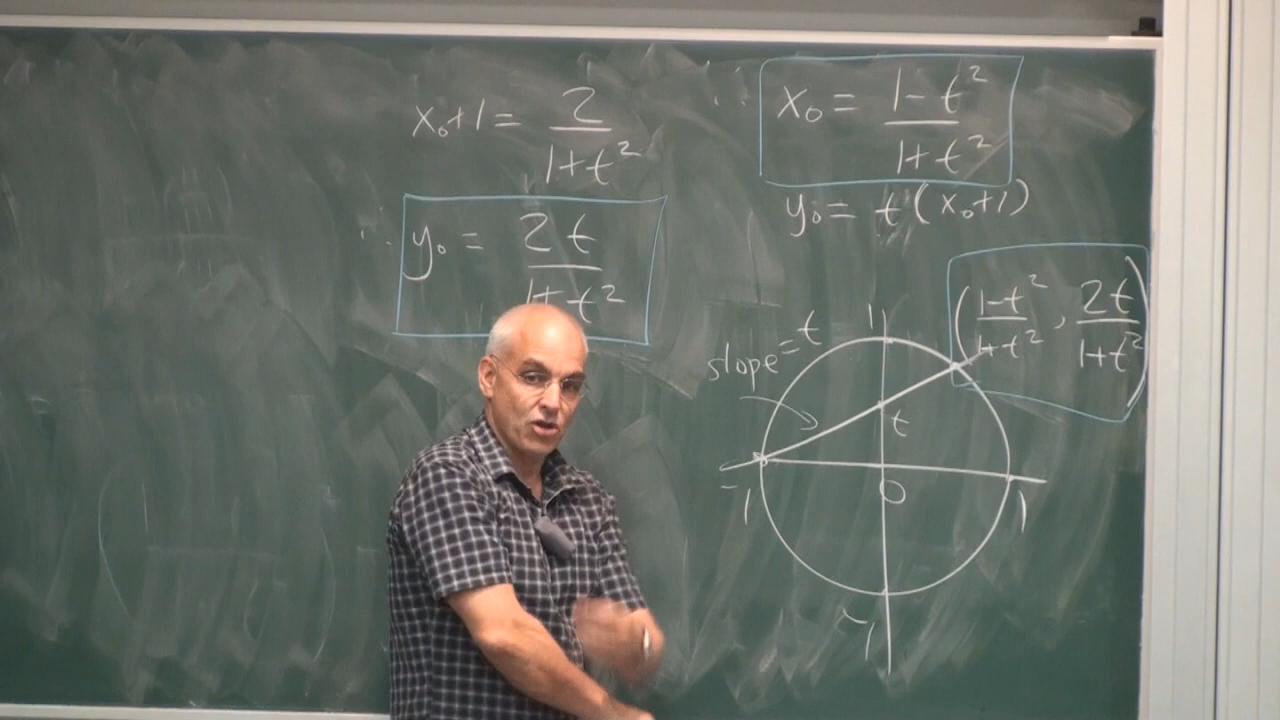 x₀+1 = 2/(1+t²)
∴ x₀ = (1-t²)/(1+t²)
y₀ = t(x₀+1)
∴ y₀ = 2t/(1+t²)
((1-t²)/(1+t²), 2t/(1+t²))
slope = t
1
t
-1
0
1
-1